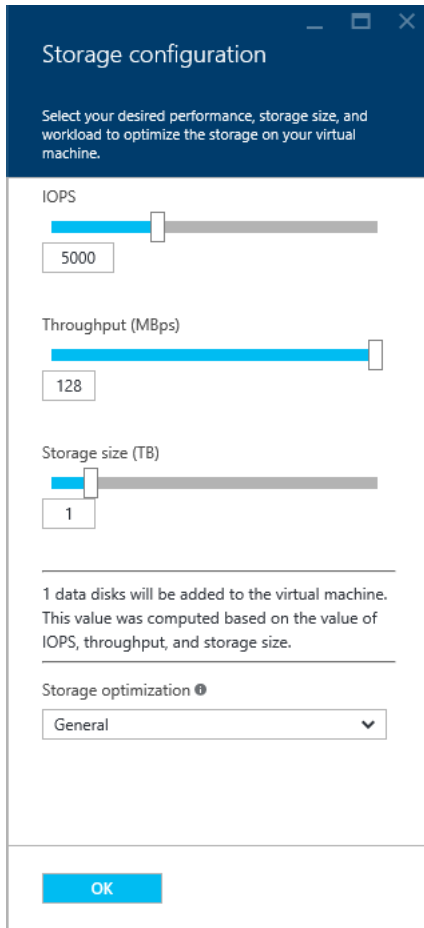 Storage configuration
Select your desired performance, storage size, and
workload to optimize the storage on your virtual
machine.
IOPS
5000
Throughput (MBps)
128
Storage size (TB)
1
1 data disks will be added to the virtual machine.
This value was computed based on the value of
IOPS, throughput, and storage size.
Storage optimization
General
OK